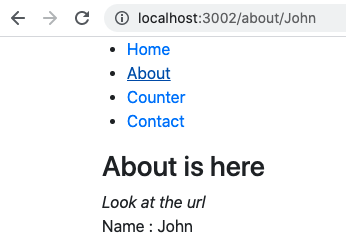 localhost:3002/about/John
Home
About
Counter
Contact
About is here
Look at the url
Name : John